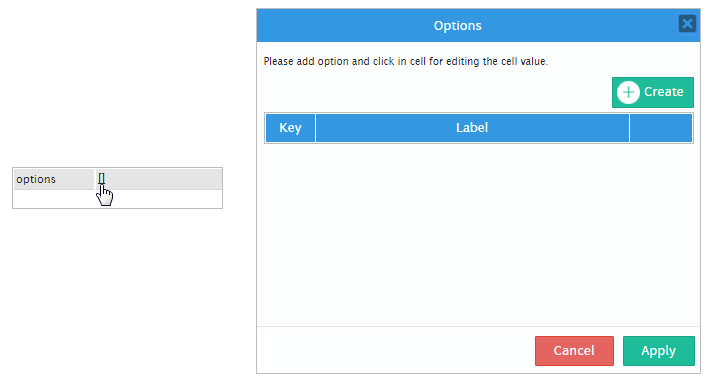 options []
Options
Please add option and click in cell for editing the cell value.
Create
Key Label
Cancel Apply